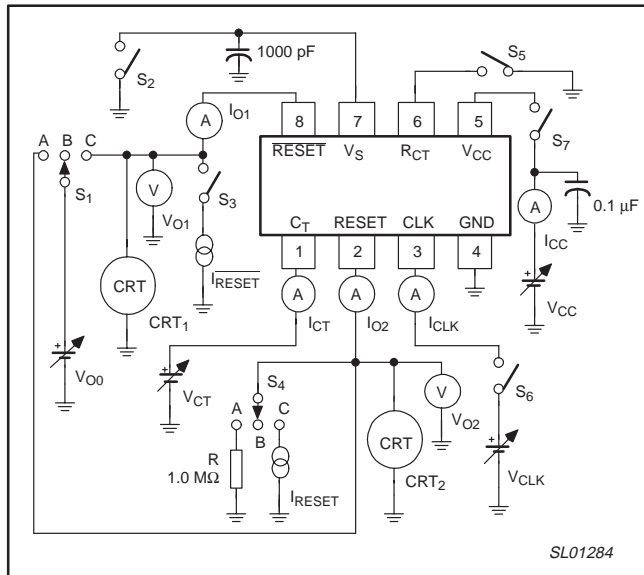 1000 pF
S2
S5
A
IO1
8
7
6
5
A B C
RESET
VS
RCT
VCC
S7
S1
V
S3
VO1
CT
RESET
CLK
GND
A
0.1 µF
1
2
3
4
ICC
CRT
IRESET
A
A
A
VCC
CRT1
ICT
IO2
ICLK
VO0
VCT
S4
V
S6
A
B
C
VO2
CRT
R
1.0 MΩ
CRT2
VCLK
IRESET
SL01284